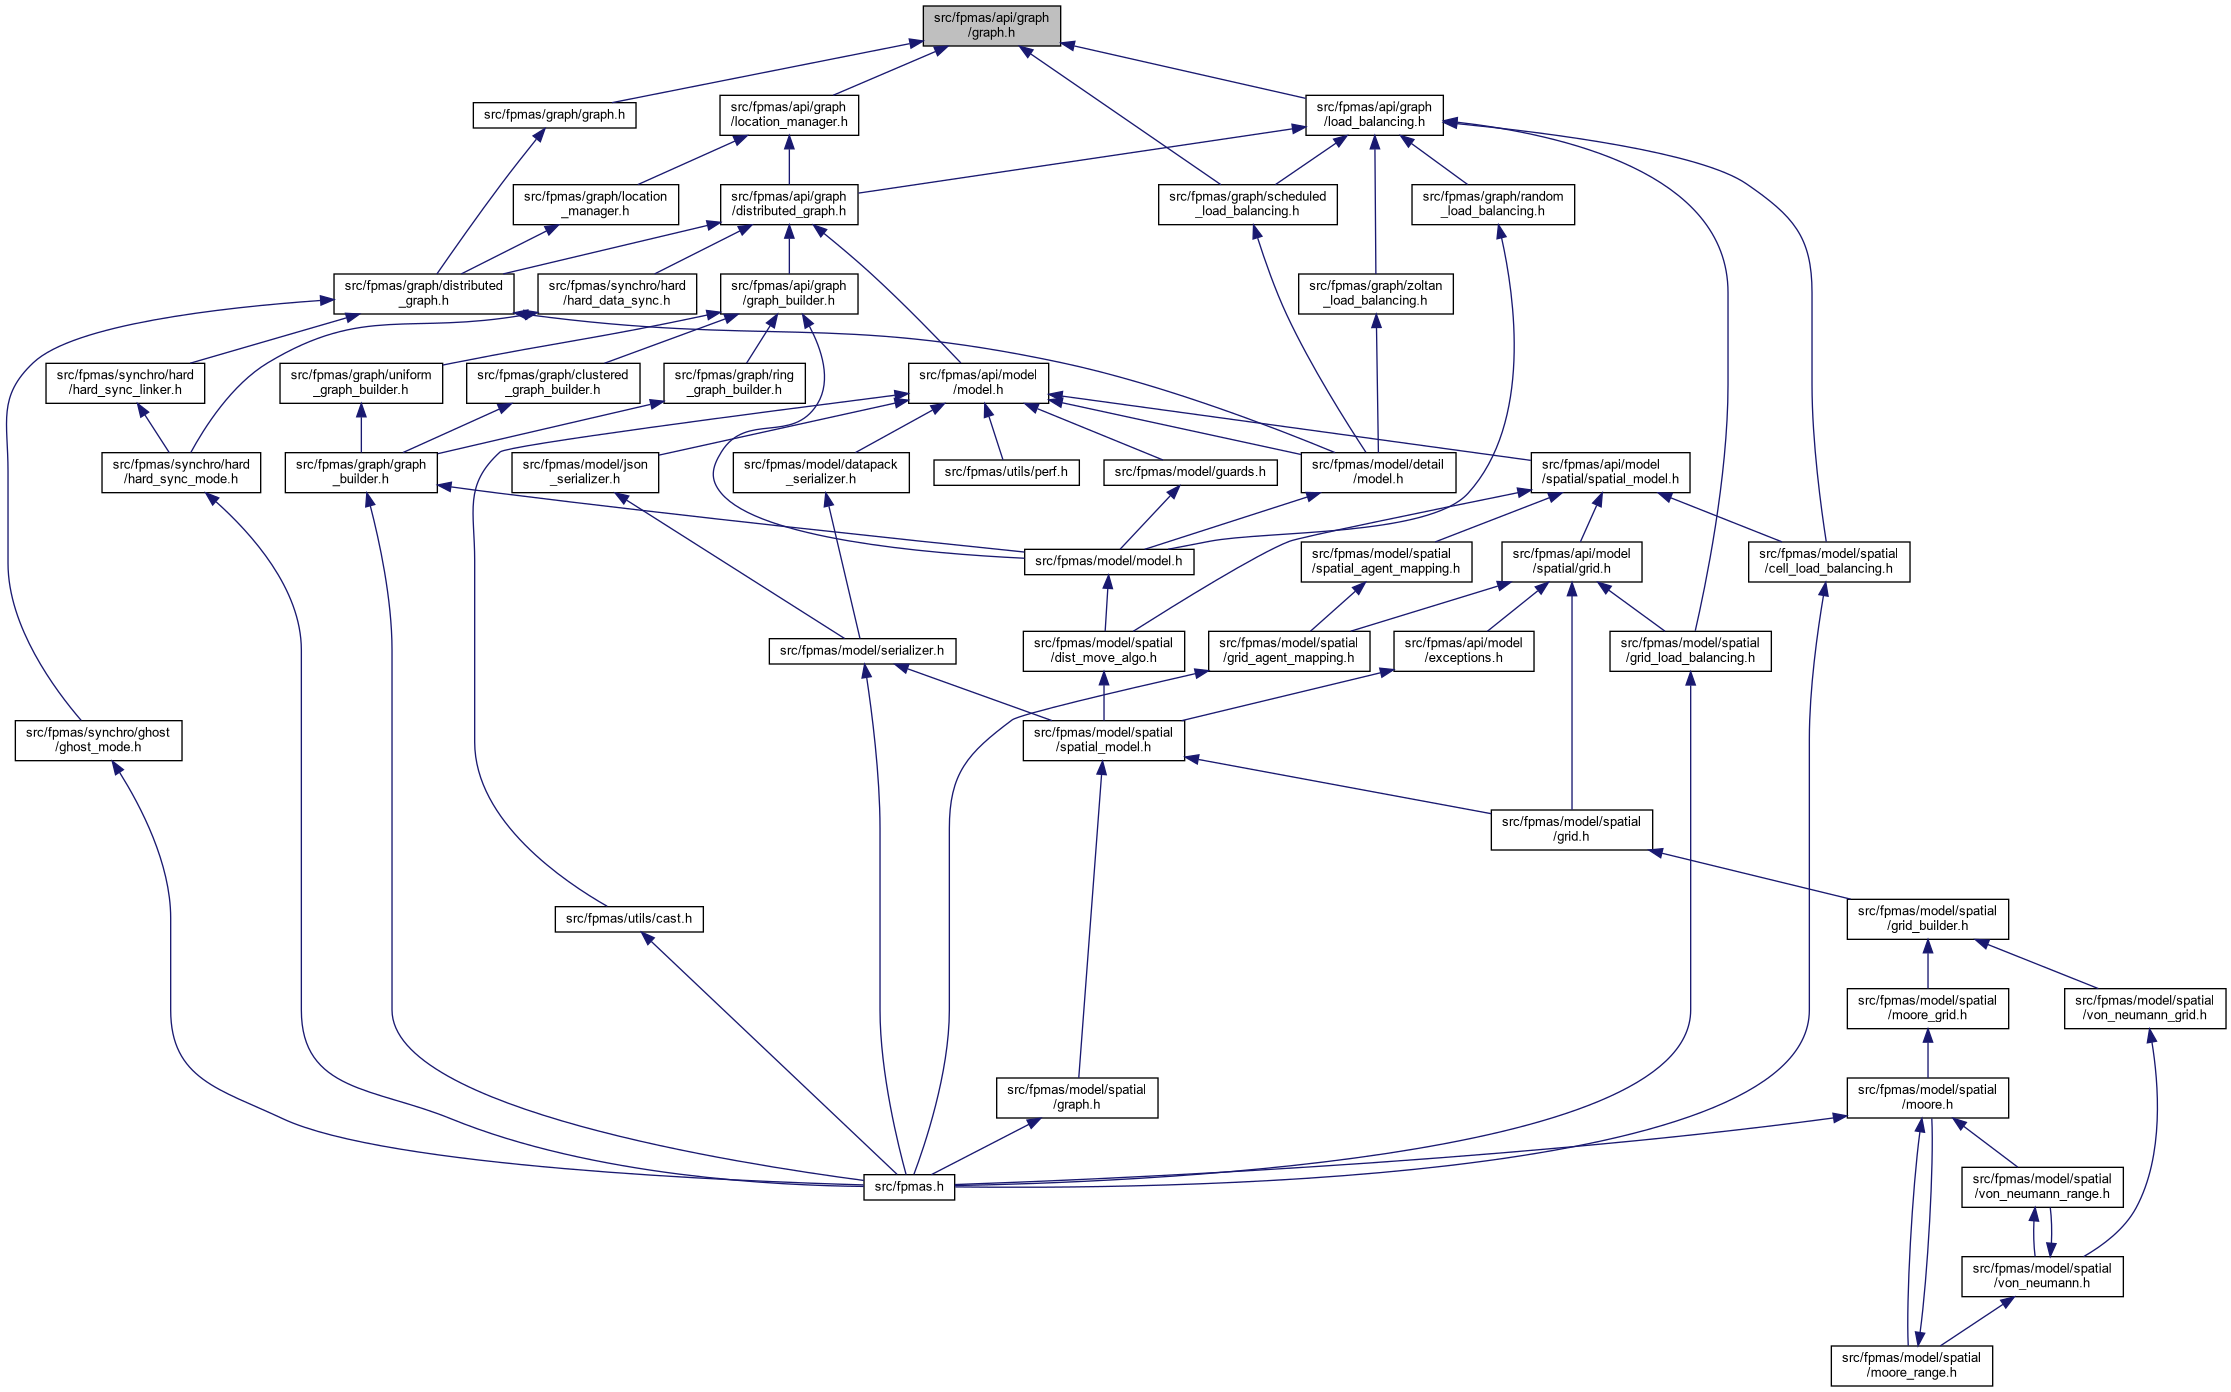 src/fpmas/api/graph
/graph.h
src/fpmas/graph/graph.h
src/fpmas/api/graph
/location_manager.h
src/fpmas/api/graph
/load_balancing.h
src/fpmas/graph/location
_manager.h
src/fpmas/api/graph
/distributed_graph.h
src/fpmas/graph/scheduled
_load_balancing.h
src/fpmas/graph/random
_load_balancing.h
src/fpmas/graph/distributed
_graph.h
src/fpmas/synchro/hard
/hard_data_sync.h
src/fpmas/api/graph
/graph_builder.h
src/fpmas/graph/zoltan
_load_balancing.h
src/fpmas/synchro/hard
/hard_sync_linker.h
src/fpmas/graph/uniform
_graph_builder.h
src/fpmas/graph/clustered
_graph_builder.h
src/fpmas/graph/ring
_graph_builder.h
src/fpmas/api/model
/model.h
src/fpmas/synchro/hard
/hard_sync_mode.h
src/fpmas/graph/graph
_builder.h
src/fpmas/model/json
_serializer.h
src/fpmas/model/datapack
_serializer.h
src/fpmas/utils/perf.h
src/fpmas/model/guards.h
src/fpmas/model/detail
/model.h
src/fpmas/api/model
/spatial/spatial_model.h
src/fpmas/model/model.h
src/fpmas/model/spatial
/spatial_agent_mapping.h
src/fpmas/api/model
/spatial/grid.h
src/fpmas/model/spatial
/cell_load_balancing.h
src/fpmas/model/serializer.h
src/fpmas/model/spatial
/dist_move_algo.h
src/fpmas/model/spatial
/grid_agent_mapping.h
src/fpmas/api/model
/exceptions.h
src/fpmas/model/spatial
/grid_load_balancing.h
src/fpmas/synchro/ghost
/ghost_mode.h
src/fpmas/model/spatial
/spatial_model.h
src/fpmas/model/spatial
/grid.h
src/fpmas/utils/cast.h
src/fpmas/model/spatial
/grid_builder.h
src/fpmas/model/spatial
/moore_grid.h
src/fpmas/model/spatial
/von_neumann_grid.h
src/fpmas/model/spatial
/graph.h
src/fpmas/model/spatial
/moore.h
src/fpmas.h
src/fpmas/model/spatial
/von_neumann_range.h
src/fpmas/model/spatial
/von_neumann.h
src/fpmas/model/spatial
/moore_range.h